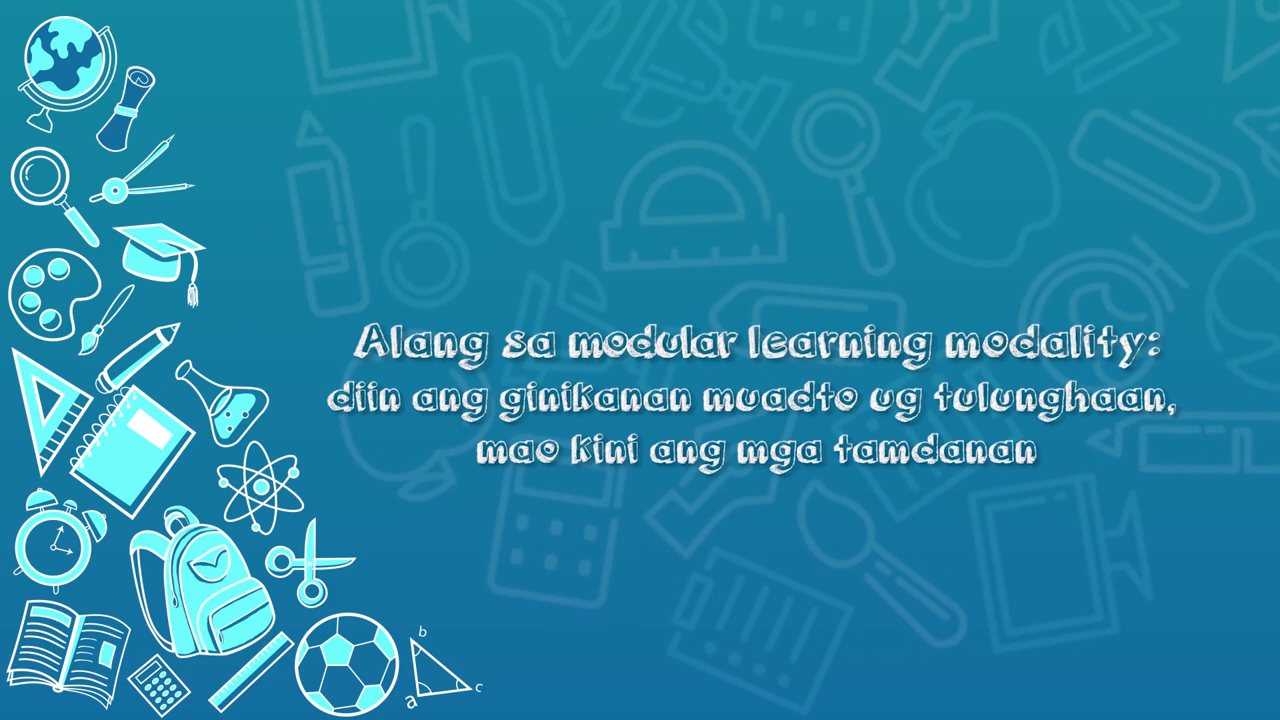 Alang sa modular learning modality:
diin ang ginikanan muadto ug tulunghaan,
mao kini ang mga tamdanan
b
a
c